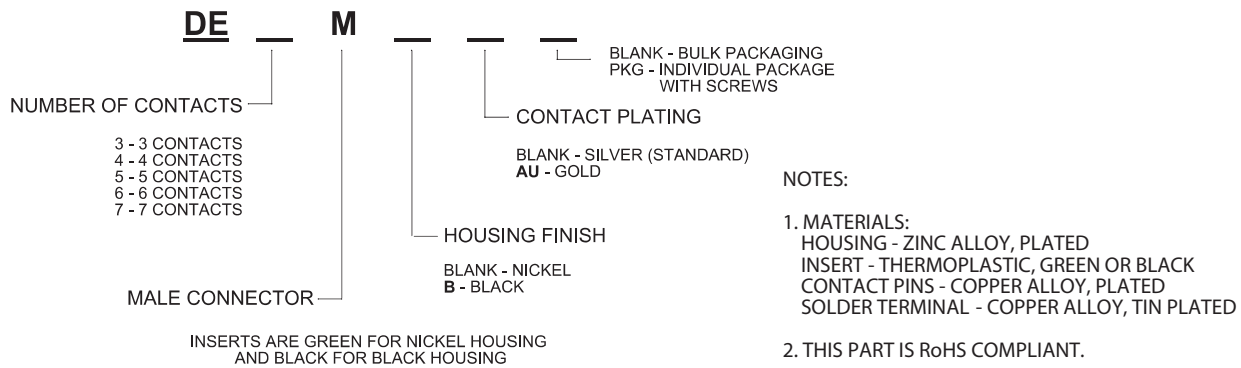 DE __ M __ __ __
BLANK - BULK PACKAGING
PKG - INDIVIDUAL PACKAGE
WITH SCREWS
NUMBER OF CONTACTS
3 - 3 CONTACTS
4 - 4 CONTACTS
5 - 5 CONTACTS
6 - 6 CONTACTS
7 - 7 CONTACTS
CONTACT PLATING
BLANK - SILVER (STANDARD)
AU - GOLD
HOUSING FINISH
BLANK - NICKEL
B - BLACK
MALE CONNECTOR
INSERTS ARE GREEN FOR NICKEL HOUSING
AND BLACK FOR BLACK HOUSING
NOTES:
1. MATERIALS:
HOUSING - ZINC ALLOY, PLATED
INSERT - THERMOPLASTIC, GREEN OR BLACK
CONTACT PINS - COPPER ALLOY, PLATED
SOLDER TERMINAL - COPPER ALLOY, TIN PLATED
2. THIS PART IS RoHS COMPLIANT.